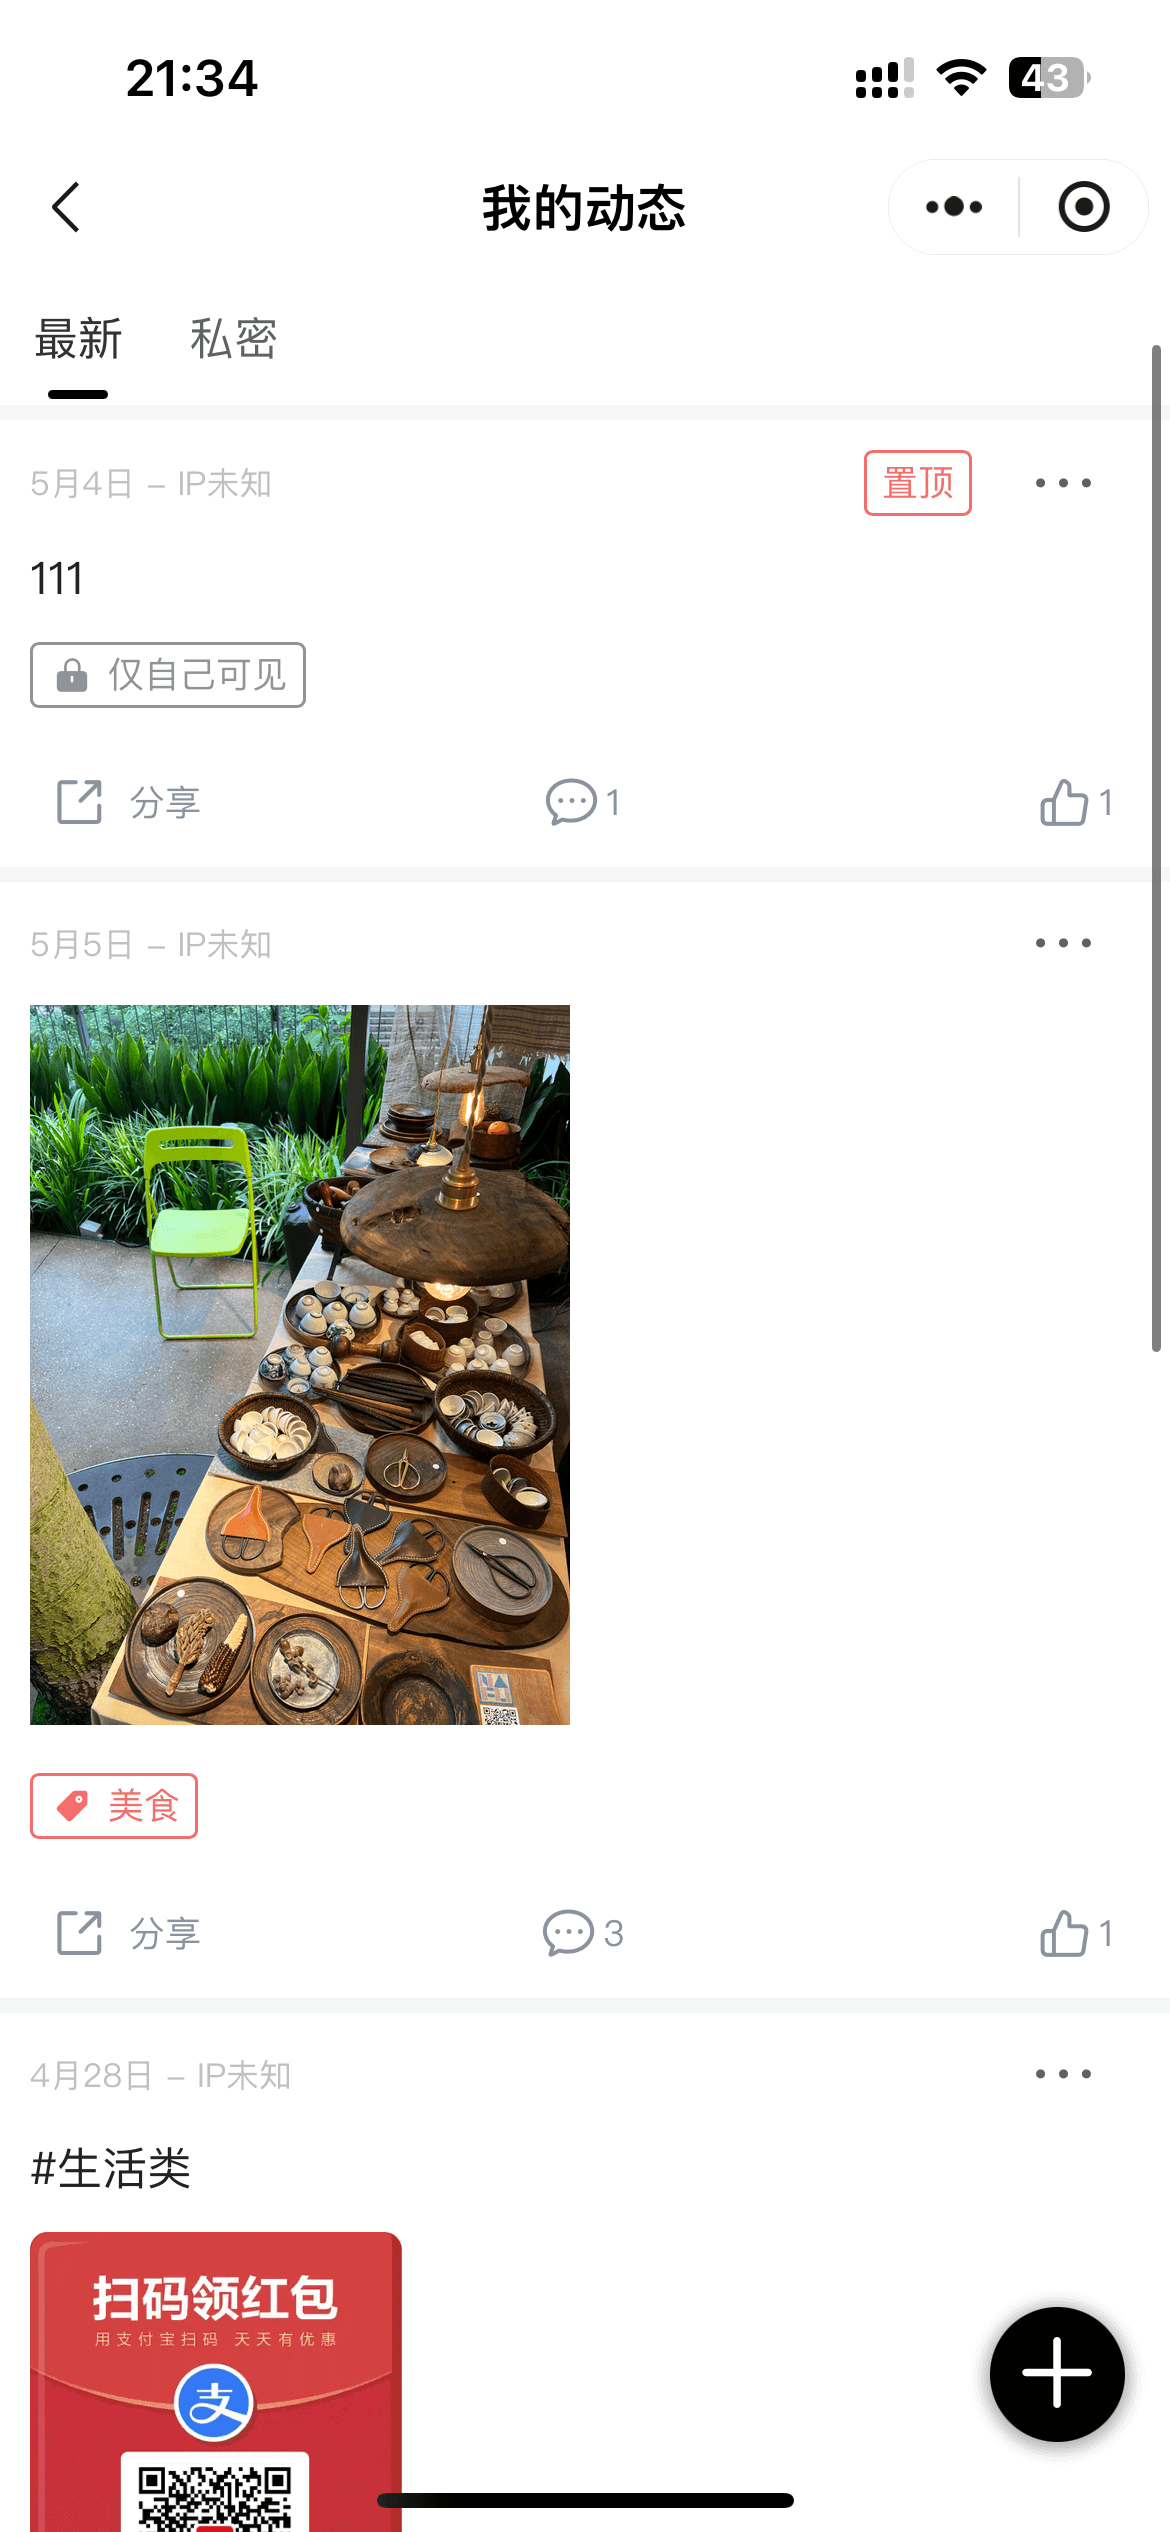 21:34
43
我的动态
最新 私密
5月4日 – IP未知 置顶
111
仅自己可见
分享 1 1
5月5日 – IP未知
美食
分享 3 1
4月28日 – IP未知
#生活类
扫码领红包
用支付宝扫码 天天有优惠
支